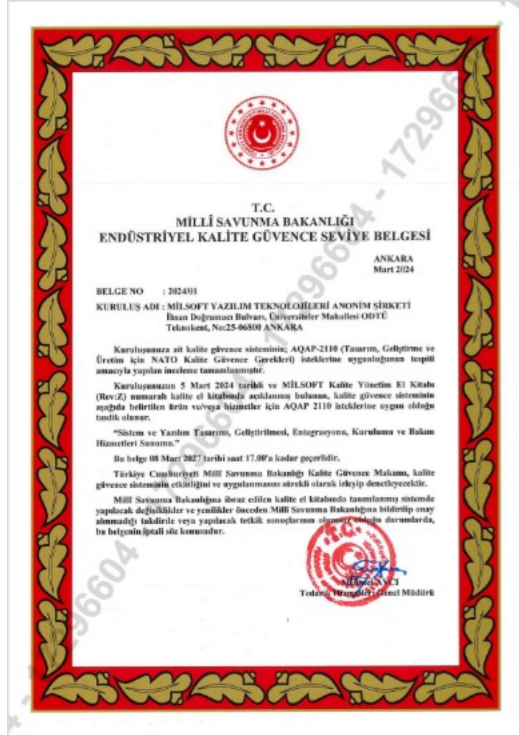 T.C.
MİLLÎ SAVUNMA BAKANLIĞI
ENDÜSTRİYEL KALİTE GÜVENCE SEVİYE BELGESİ
ANKARA
Mart 2024
BELGE NO : 2024/01
KURULUŞ ADI : MİLSOFT YAZILIM TEKNOLOJİLERİ ANONİM ŞİRKETİ
İhsan Doğramacı Bulvarı, Üniversiteler Mahallesi ODTÜ
Teknokent, No:25-06800 ANKARA
Kuruluşunuza ait kalite güvence sisteminin; AQAP-2110 (Tasarım, Geliştirme ve
Üretim için NATO Kalite Güvence Gerekleri) isteklerine uygunluğunun tespiti
amacıyla yapılan inceleme tamamlanmıştır.
Kuruluşunuzun 5 Mart 2024 tarihli ve MİLSOFT Kalite Yönetim El Kitabı
(Rev:Z) numaralı kalite el kitabında açıklanmış bulunan, kalite güvence sisteminin
aşağıda belirtilen ürün ve/veya hizmetler için AQAP 2110 isteklerine uygun olduğu
tasdik olunur.
"Sistem ve Yazılım Tasarım, Geliştirilmesi, Entegrasyonu, Kurulumu ve Bakım
Hizmetleri Sunumu."
Bu belge 08 Mart 2027 tarihi saat 17.00'a kadar geçerlidir.
Türkiye Cumhuriyeti Millî Savunma Bakanlığı Kalite Güvence Makamı, kalite
güvence sisteminin etkinliğini ve uygulanmasını sürekli olarak izleyip denetleyecektir.
Millî Savunma Bakanlığına ibraz edilen kalite el kitabında tanımlanmış sistemde
yapılacak değişiklikler ve yenilikler önceden Millî Savunma Bakanlığına bildirilip onay
alınmadığı takdirde veya yapılacak tetkik sonuçlarının olumsuz olduğu durumlarda,
bu belgenin iptali söz konusudur.
AVCI
Tedarik Hizmetleri Genel Müdürü
17296604 - 17296604 - 17296604